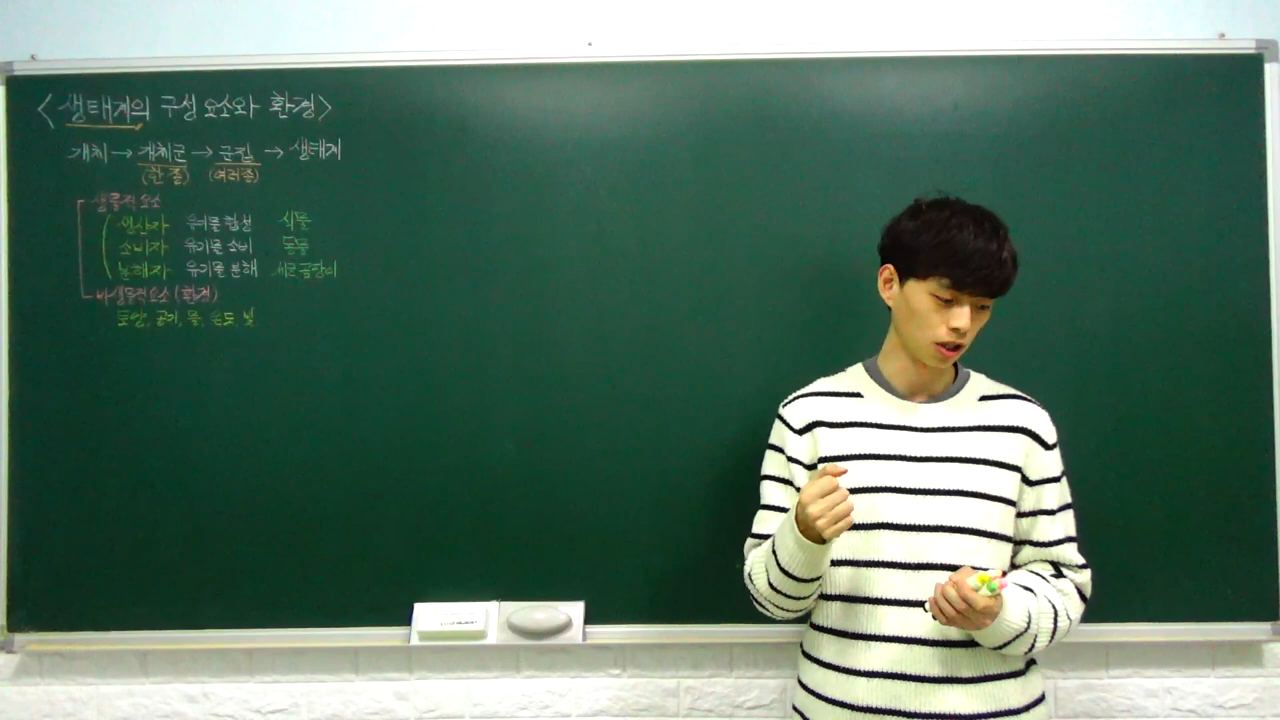 <생태계의 구성 요소와 환경>
개체 → 개체군 → 군집 → 생태계
(한 종) (여러종)
생물적 요소
생산자 유기물 합성 식물
소비자 유기물 소비 동물
분해자 유기물 분해 세균 곰팡이
비생물적 요소 (환경)
토양, 공기, 물, 온도, 빛